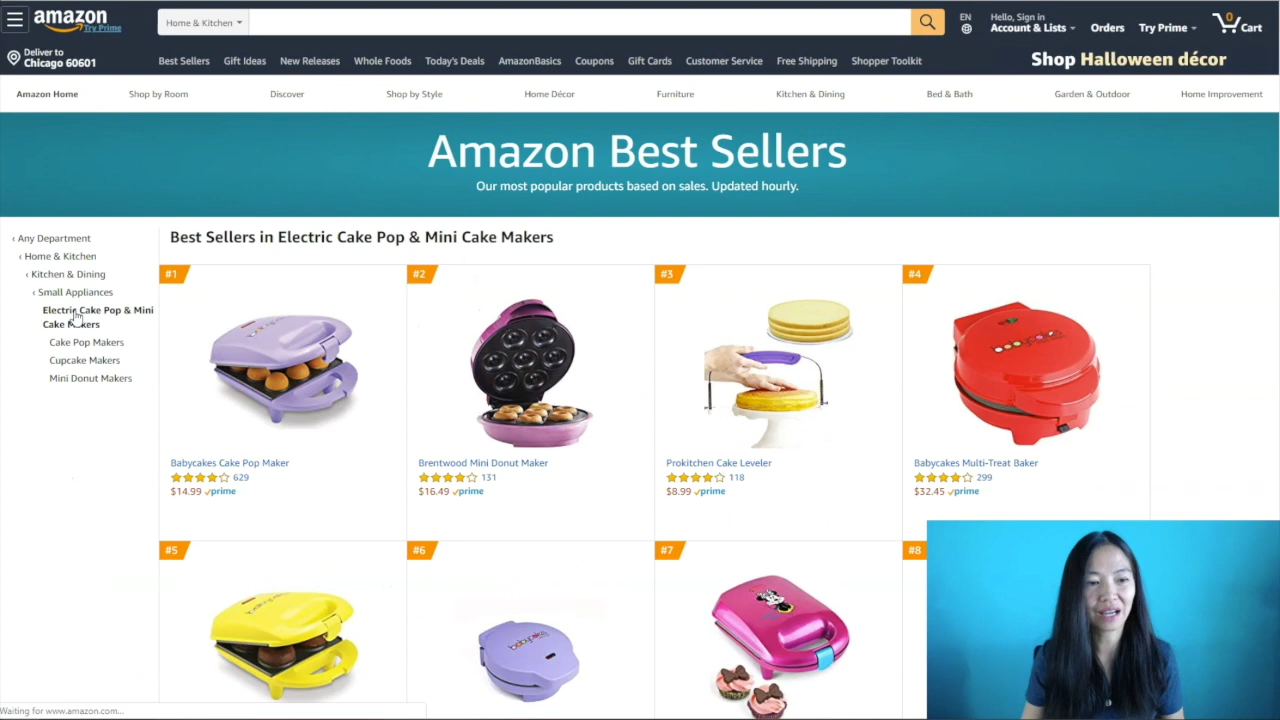 amazon
Try Prime
Home & Kitchen
EN
Hello, Sign in
Account & Lists
Orders
Try Prime
0
Cart
Deliver to
Chicago 60601
Best Sellers
Gift Ideas
New Releases
Whole Foods
Today's Deals
AmazonBasics
Coupons
Gift Cards
Customer Service
Free Shipping
Shopper Toolkit
Shop Halloween décor
Amazon Home
Shop by Room
Discover
Shop by Style
Home Décor
Furniture
Kitchen & Dining
Bed & Bath
Garden & Outdoor
Home Improvement
Amazon Best Sellers
Our most popular products based on sales. Updated hourly.
‹ Any Department
‹ Home & Kitchen
‹ Kitchen & Dining
‹ Small Appliances
Electric Cake Pop & Mini
Cake Makers
Cake Pop Makers
Cupcake Makers
Mini Donut Makers
Best Sellers in Electric Cake Pop & Mini Cake Makers
#1
#2
#3
#4
babycakes
Babycakes Cake Pop Maker
629
$14.99 prime
Brentwood Mini Donut Maker
131
$16.49 prime
Prokitchen Cake Leveler
118
$8.99 prime
Babycakes Multi-Treat Baker
299
$32.45 prime
#5
#6
#7
#8
babycakes
Waiting for www.amazon.com...